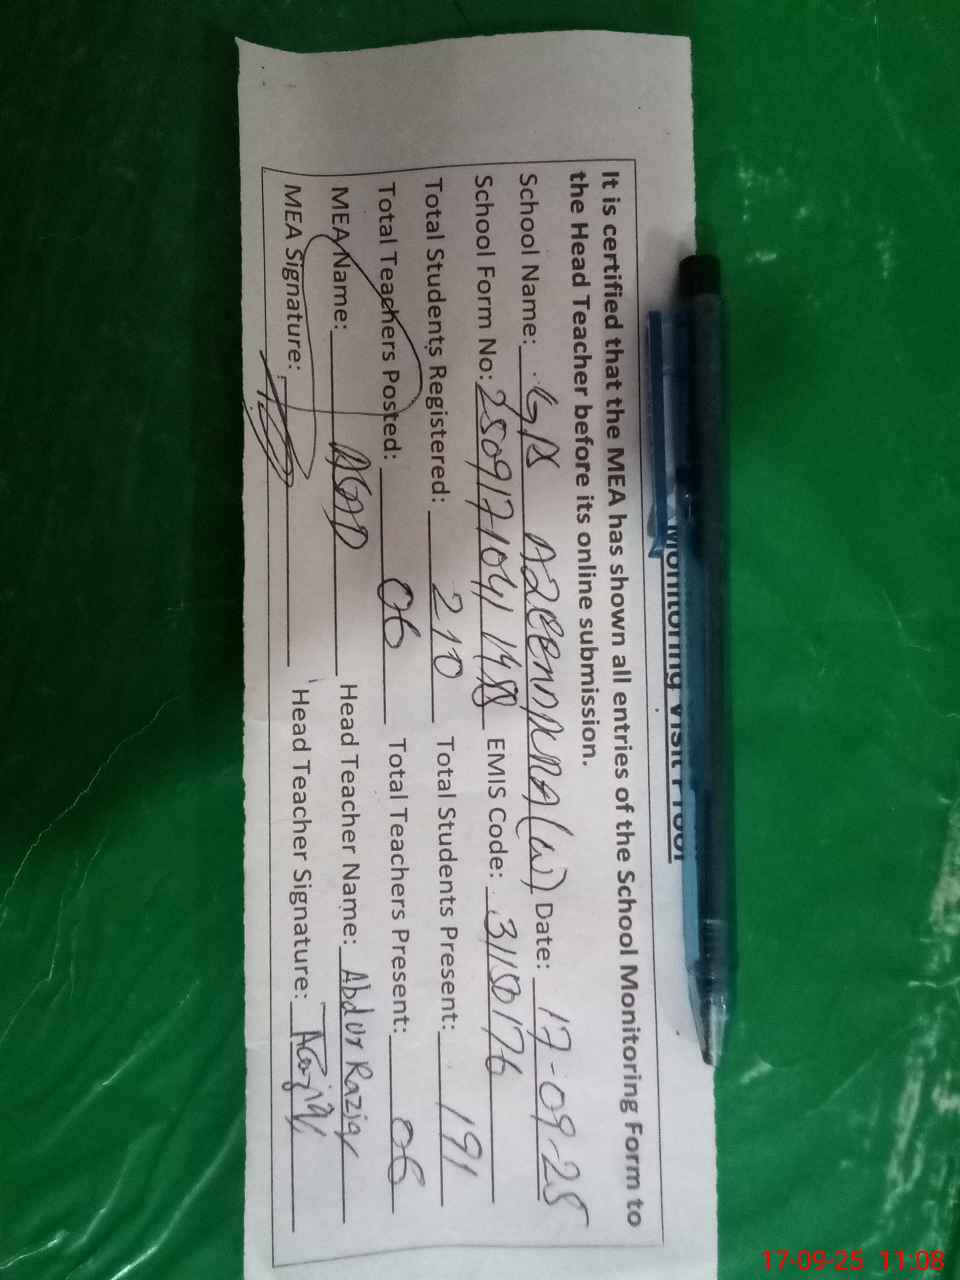 Monitoring Visit Proof
It is certified that the MEA has shown all entries of the School Monitoring Form to
the Head Teacher before its online submission.
School Name: GPS (W) Date: 17-09-25
School Form No: EMIS Code:
Total Students Registered: 210 Total Students Present: 191
Total Teachers Posted: 06 Total Teachers Present: 06
MEA Name: ASAD Head Teacher Name: Abdur Raziq
MEA Signature: Head Teacher Signature: ARaziq
17-09-25 11:08